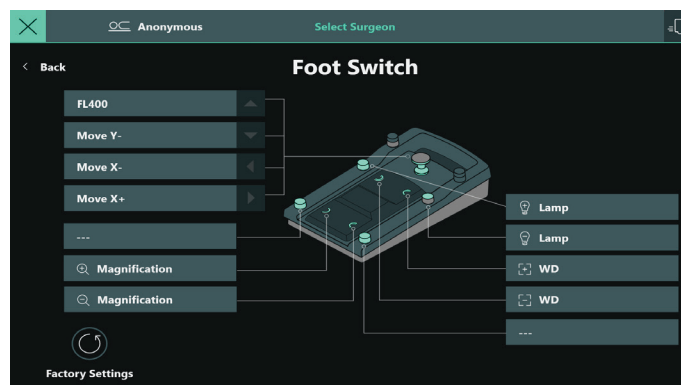 Anonymous
Select Surgeon
Back
Foot Switch
FL400
Move Y-
Move X-
Move X+
---
Magnification
Magnification
Lamp
Lamp
WD
WD
---
Factory Settings